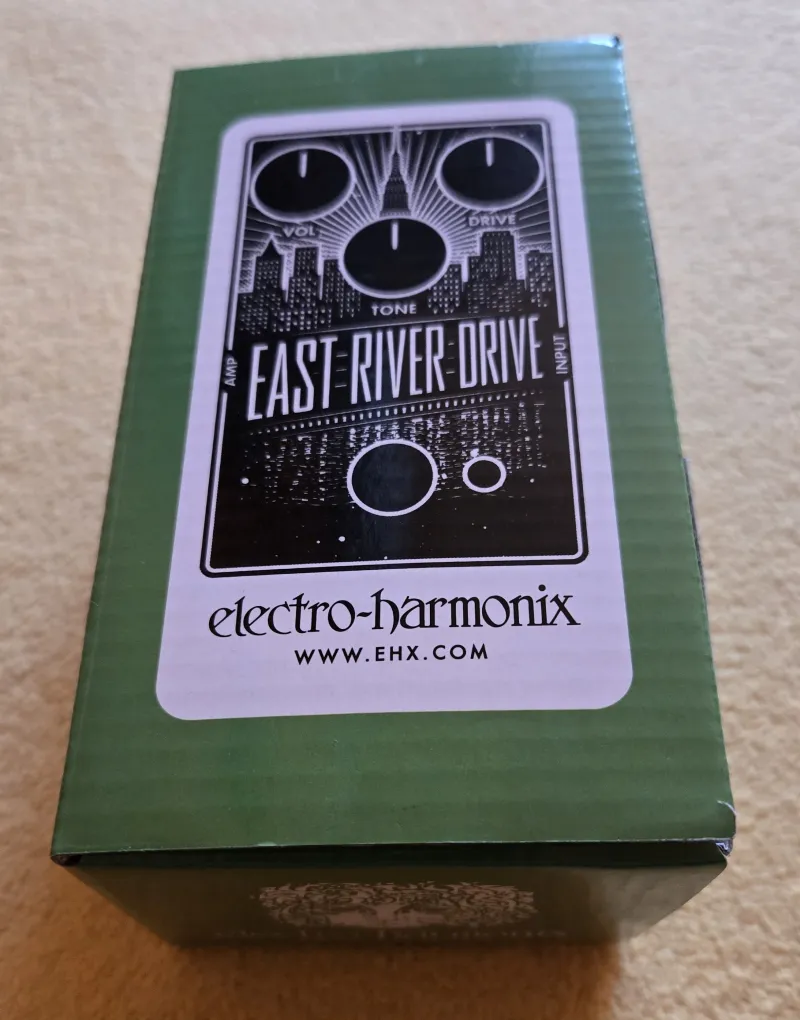 VOL
DRIVE
TONE
AMP
EAST RIVER DRIVE
INPUT
electro-harmonix
WWW.EHX.COM